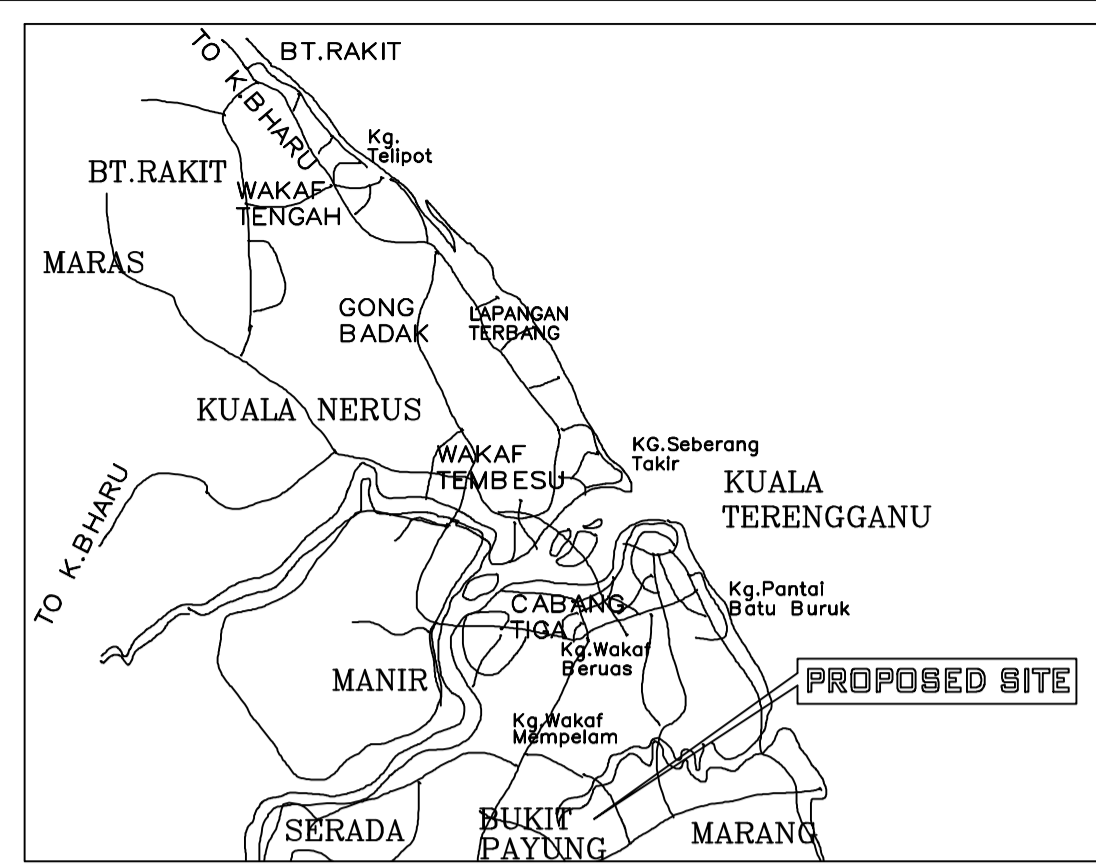 TO K.BHARU
BT.RAKIT
Kg.
Telipot
BT.RAKIT
WAKAF
TENGAH
MARAS
GONG
BADAK
LAPANGAN
TERBANG
KUALA NERUS
WAKAF
TEMBESU
KG.Seberang
Takir
KUALA
TERENGGANU
TO K.BHARU
Kg.Pantai
Batu Buruk
CABANG
TIGA
Kg.Wakaf
Beruas
MANIR
PROPOSED SITE
Kg.Wakaf
Mempelam
SERADA
BUKIT
PAYUNG
MARANG